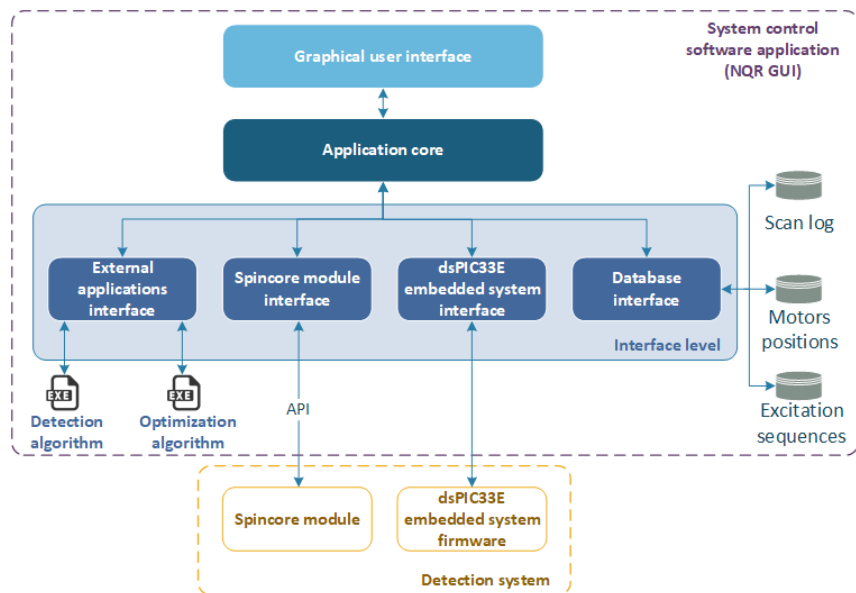 System control
software application
(NQR GUI)
Graphical user interface
Application core
Scan log
External
applications
interface
Spincore module
interface
dsPIC33E
embedded system
interface
Database
interface
Motors
positions
Interface level
EXE
EXE
Detection
algorithm
Optimization
algorithm
API
Excitation
sequences
Spincore module
dsPIC33E
embedded system
firmware
Detection system